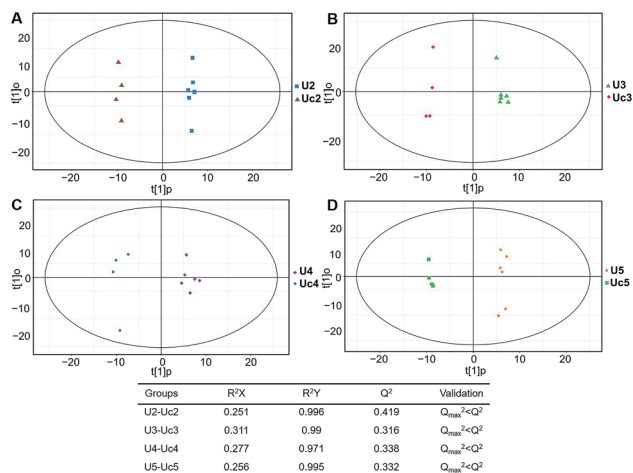 A
20
10
0
−10
−20
−20
−10
0
10
20
t[1]o
t[1]p
U2
Uc2
B
20
0
−20
−20
−10
0
10
20
t[1]o
t[1]p
U3
Uc3
C
20
10
0
−10
−20
−20
−10
0
10
20
t[1]o
t[1]p
U4
Uc4
D
20
10
0
−10
−20
−20
−10
0
10
20
t[1]o
t[1]p
U5
Uc5
Groups R²X R²Y Q² Validation
U2-Uc2 0.251 0.996 0.419 Qmax²<Q²
U3-Uc3 0.311 0.99 0.316 Qmax²<Q²
U4-Uc4 0.277 0.971 0.338 Qmax²<Q²
U5-Uc5 0.256 0.995 0.332 Qmax²<Q²